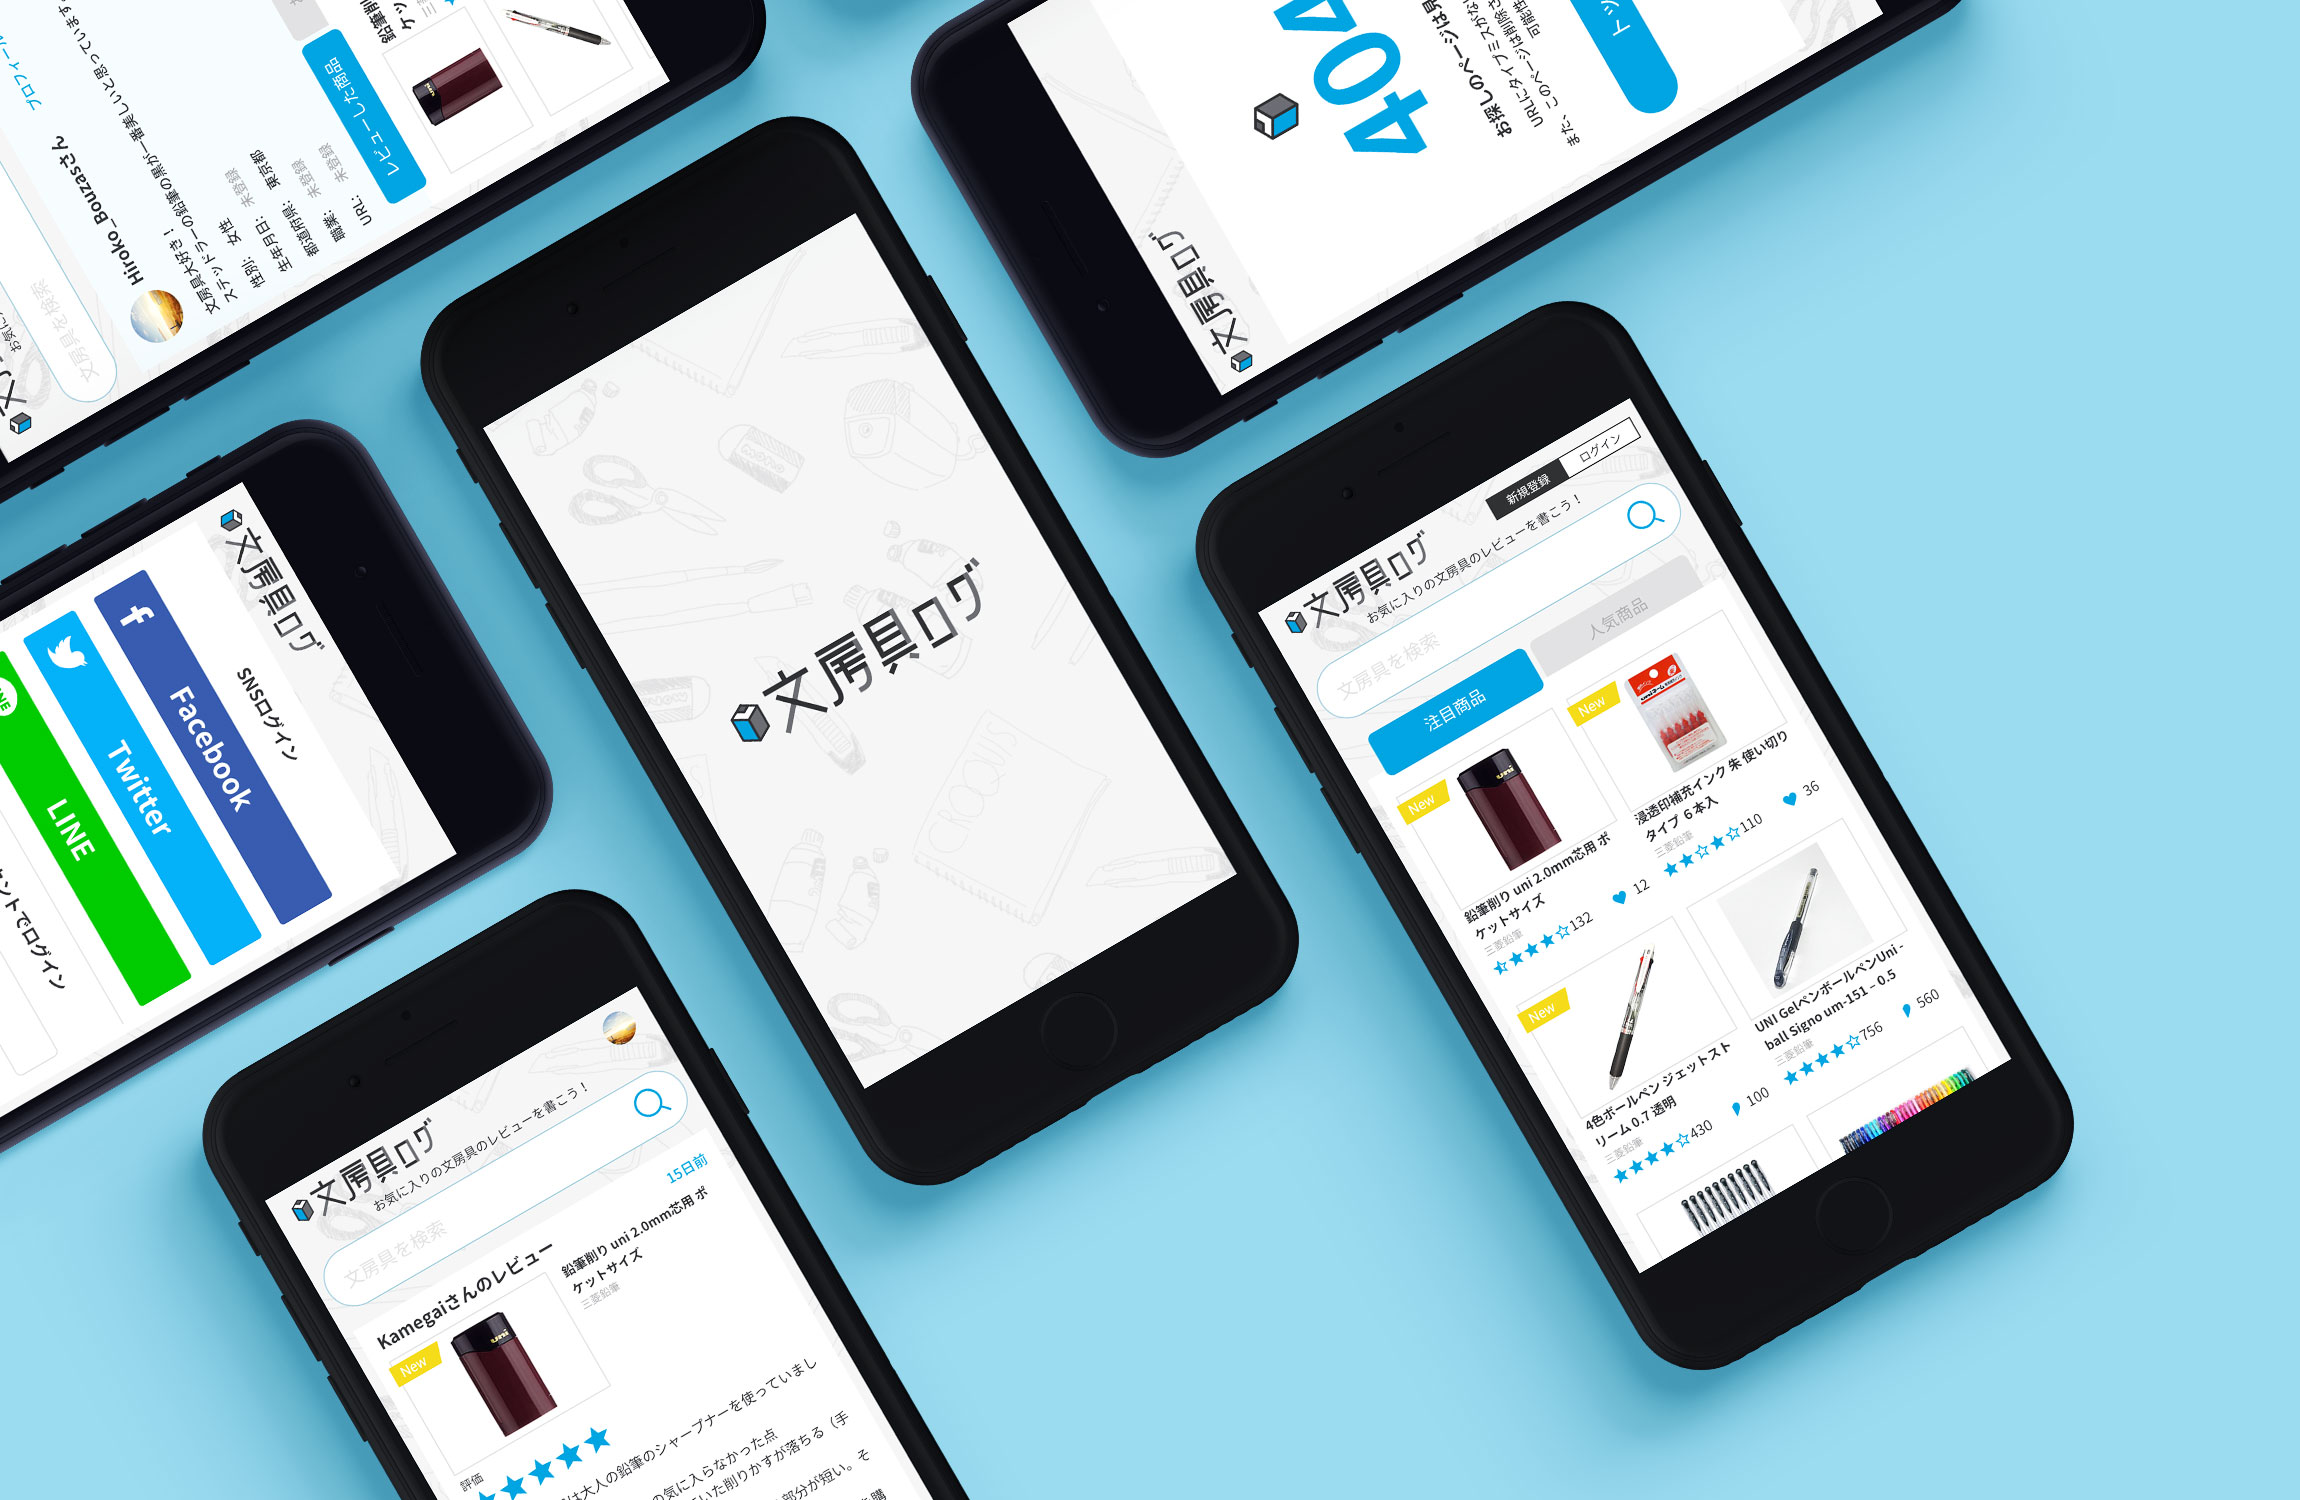 プロフィール
Hiroko_Bouzasさん
文房具大好き！
ステッドラーの鉛筆の黒が一番美しいと思っています
性別： 女性
生年月日： 未登録
都道府県： 東京都
職業： 未登録
URL： 未登録
レビューした商品
文房具を検索
鉛筆削
ケッ
404
お探しのページは見
URLにタイプミスがな
また、このページは削除
可能性
トッ
文房具ログ
文房具ログ
SNSログイン
Facebook
Twitter
LINE
ントでログイン
文房具ログ
文房具ログ
お気に入りの文房具のレビューを書こう！
文房具を検索
Kamegaiさんのレビュー
15日前
New
uni
鉛筆削り uni 2.0mm芯用 ポ
ケットサイズ
三菱鉛筆
評価
は大人の鉛筆のシャープナーを使っていまし
の気に入らなかった点
いた削りかすが落ちる（手
部分が短い。そ
購
文房具ログ
新規登録
ログイン
お気に入りの文房具のレビューを書こう！
文房具を検索
注目商品
人気商品
New
uni
鉛筆削り uni 2.0mm芯用 ポ
ケットサイズ
三菱鉛筆
132
12
New
浸透印補充インク 朱 使い切り
タイプ 6本入
三菱鉛筆
110
36
New
4色ボールペン ジェットスト
リーム 0.7 透明
三菱鉛筆
430
100
UNI GelペンボールペンUni -
ball Signo um-151 – 0.5
三菱鉛筆
756
560